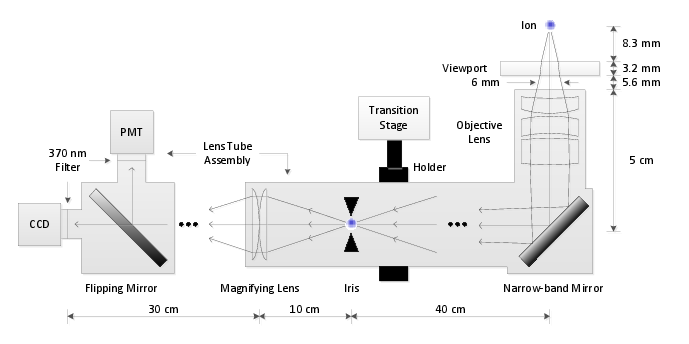 Ion
8.3 mm
Viewport
3.2 mm
6 mm
5.6 mm
Transition
Stage
PMT
Objective
Lens
Lens Tube
Assembly
370 nm
Filter
Holder
5 cm
CCD
Flipping Mirror
Magnifying Lens
Iris
Narrow-band Mirror
30 cm
10 cm
40 cm